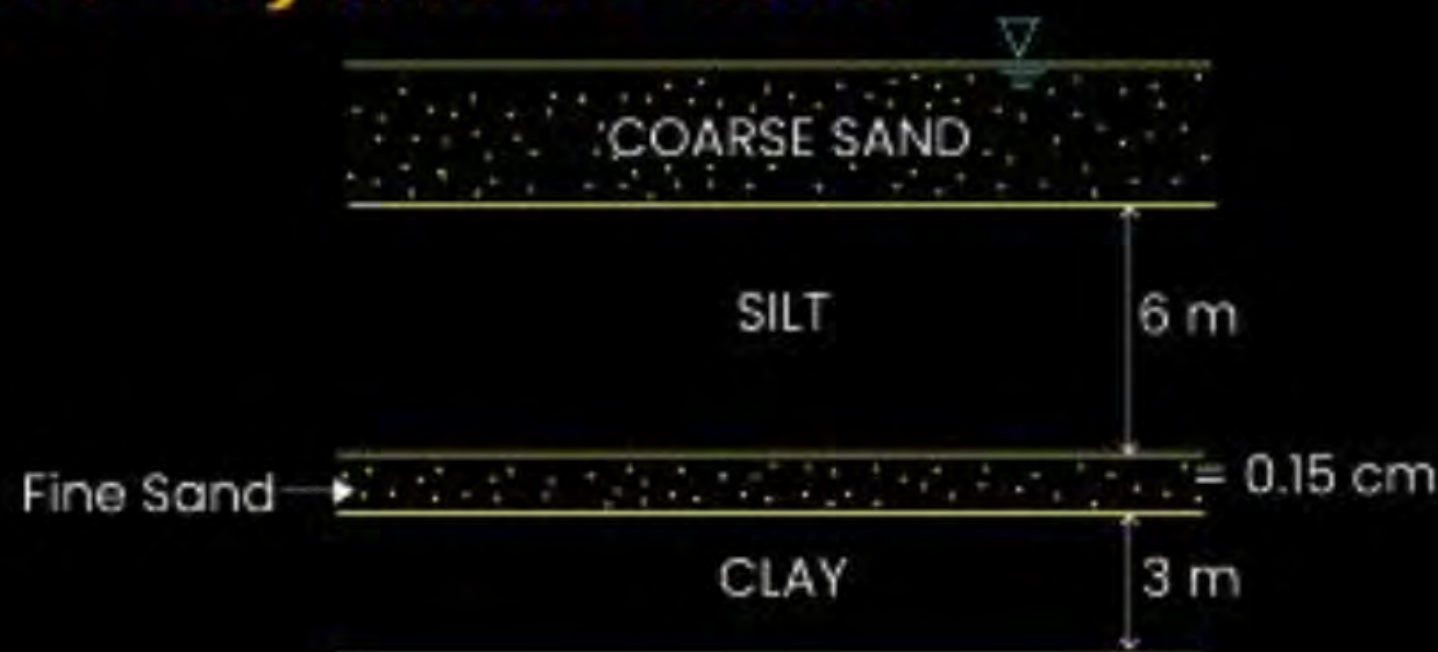 COARSE SAND
SILT
6 m
Fine Sand
= 0.15 cm
CLAY
3 m